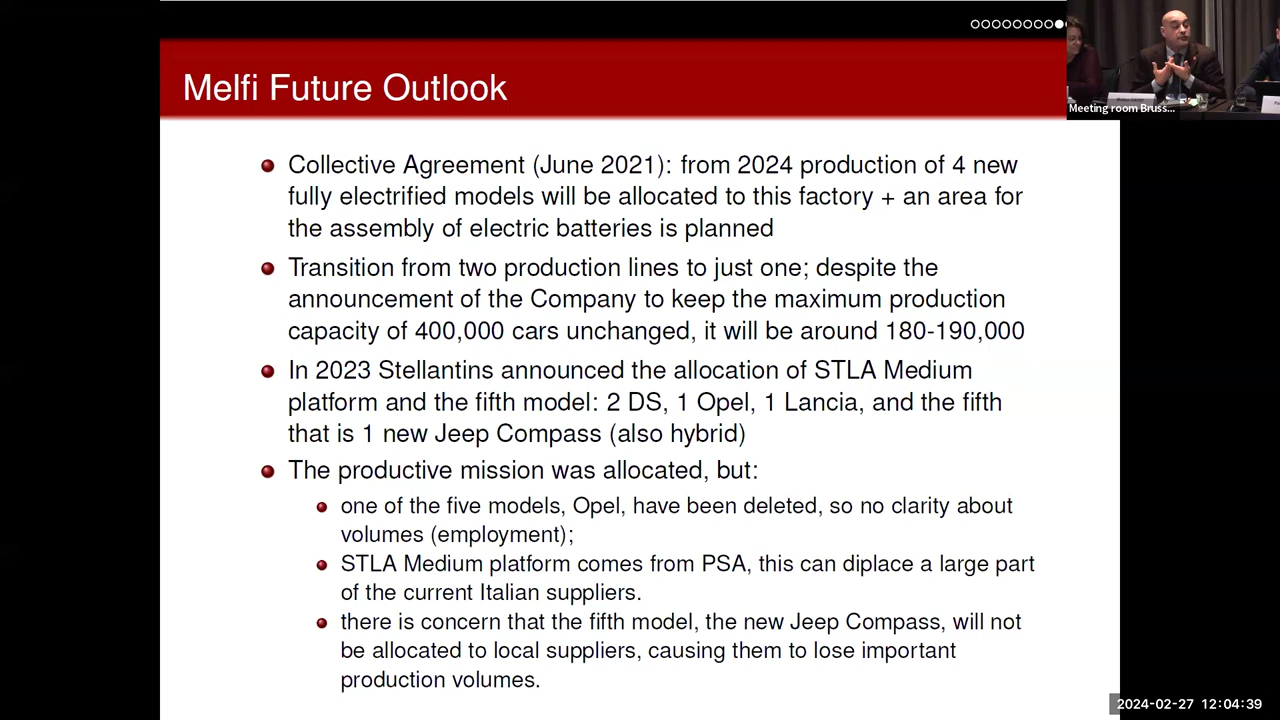 Melfi Future Outlook
Meeting room Bruss...
Collective Agreement (June 2021): from 2024 production of 4 new
fully electrified models will be allocated to this factory + an area for
the assembly of electric batteries is planned
Transition from two production lines to just one; despite the
announcement of the Company to keep the maximum production
capacity of 400,000 cars unchanged, it will be around 180-190,000
In 2023 Stellantins announced the allocation of STLA Medium
platform and the fifth model: 2 DS, 1 Opel, 1 Lancia, and the fifth
that is 1 new Jeep Compass (also hybrid)
The productive mission was allocated, but:
one of the five models, Opel, have been deleted, so no clarity about
volumes (employment);
STLA Medium platform comes from PSA, this can diplace a large part
of the current Italian suppliers.
there is concern that the fifth model, the new Jeep Compass, will not
be allocated to local suppliers, causing them to lose important
production volumes.
2024-02-27 12:04:39